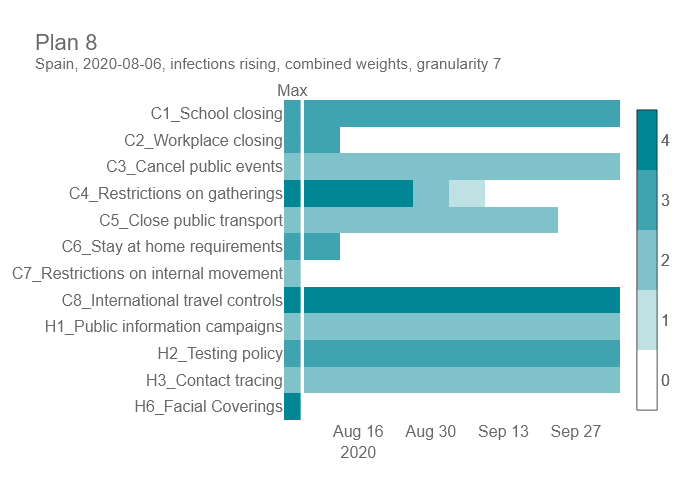 Plan 8
Spain, 2020-08-06, infections rising, combined weights, granularity 7
Max
C1_School closing
C2_Workplace closing
C3_Cancel public events
C4_Restrictions on gatherings
C5_Close public transport
C6_Stay at home requirements
C7_Restrictions on internal movement
C8_International travel controls
H1_Public information campaigns
H2_Testing policy
H3_Contact tracing
H6_Facial Coverings
4
3
2
1
0
Aug 16 Aug 30 Sep 13 Sep 27
2020